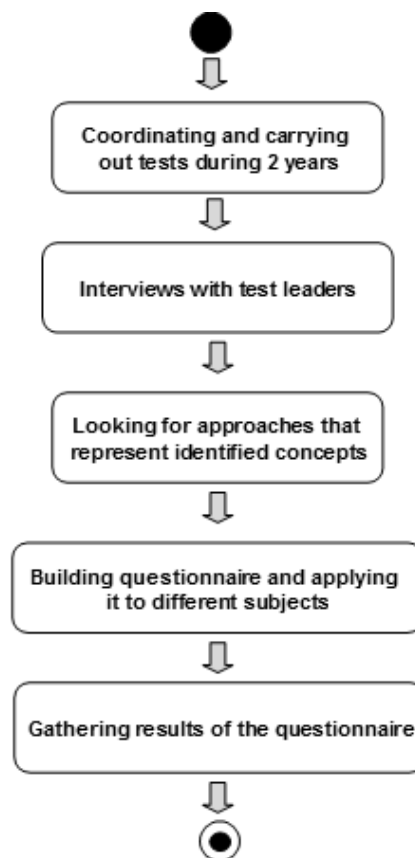 Coordinating and carrying
out tests during 2 years
Interviews with test leaders
Looking for approaches that
represent identified concepts
Building questionnaire and applying
it to different subjects
Gathering results of the questionnaire